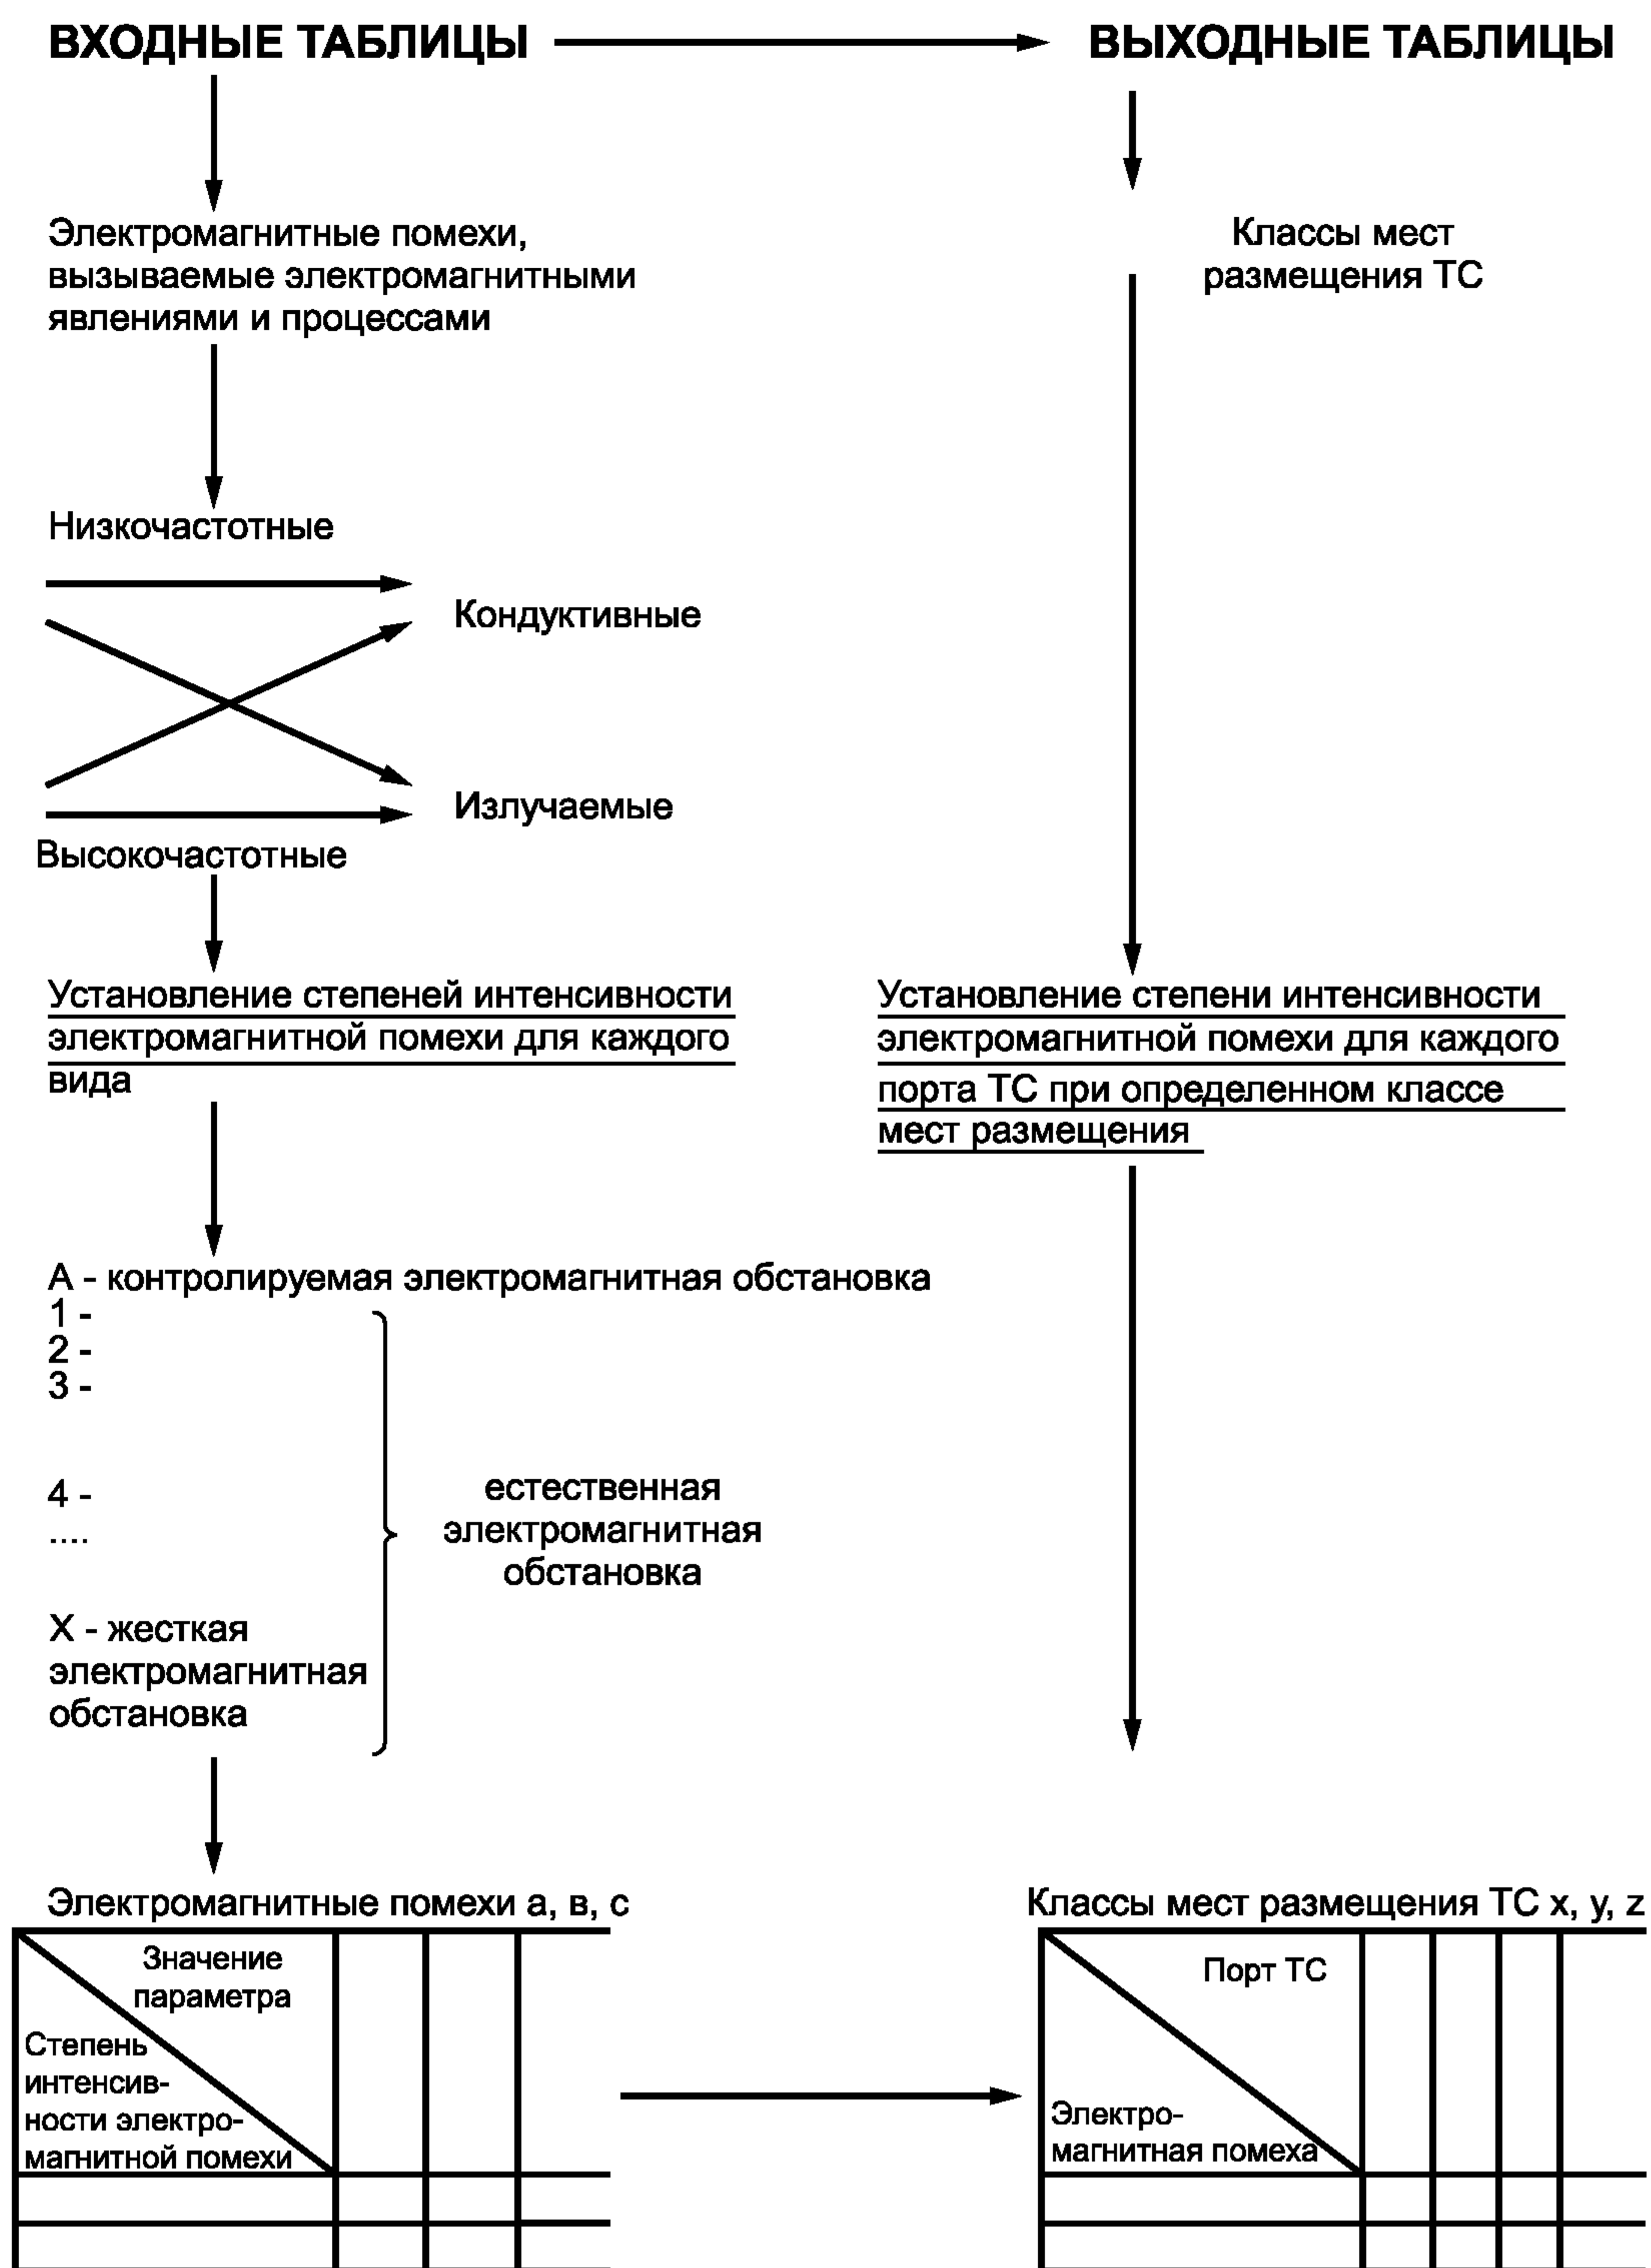 ВХОДНЫЕ ТАБЛИЦЫ
ВЫХОДНЫЕ ТАБЛИЦЫ
Электромагнитные помехи,
вызываемые электромагнитными
явлениями и процессами
Классы мест
размещения ТС
Низкочастотные
Кондуктивные
Излучаемые
Высокочастотные
Установление степеней интенсивности
электромагнитной помехи для каждого
вида
Установление степени интенсивности
электромагнитной помехи для каждого
порта ТС при определенном классе
мест размещения
А - контролируемая электромагнитная обстановка
1 -
2 -
3 -
4 -
....
естественная
электромагнитная
обстановка
Х - жесткая
электромагнитная
обстановка
Электромагнитные помехи а, в, с
Значение
параметра
Степень
интенсив-
ности электро-
магнитной помехи
Классы мест размещения ТС x, y, z
Порт ТС
Электро-
магнитная помеха